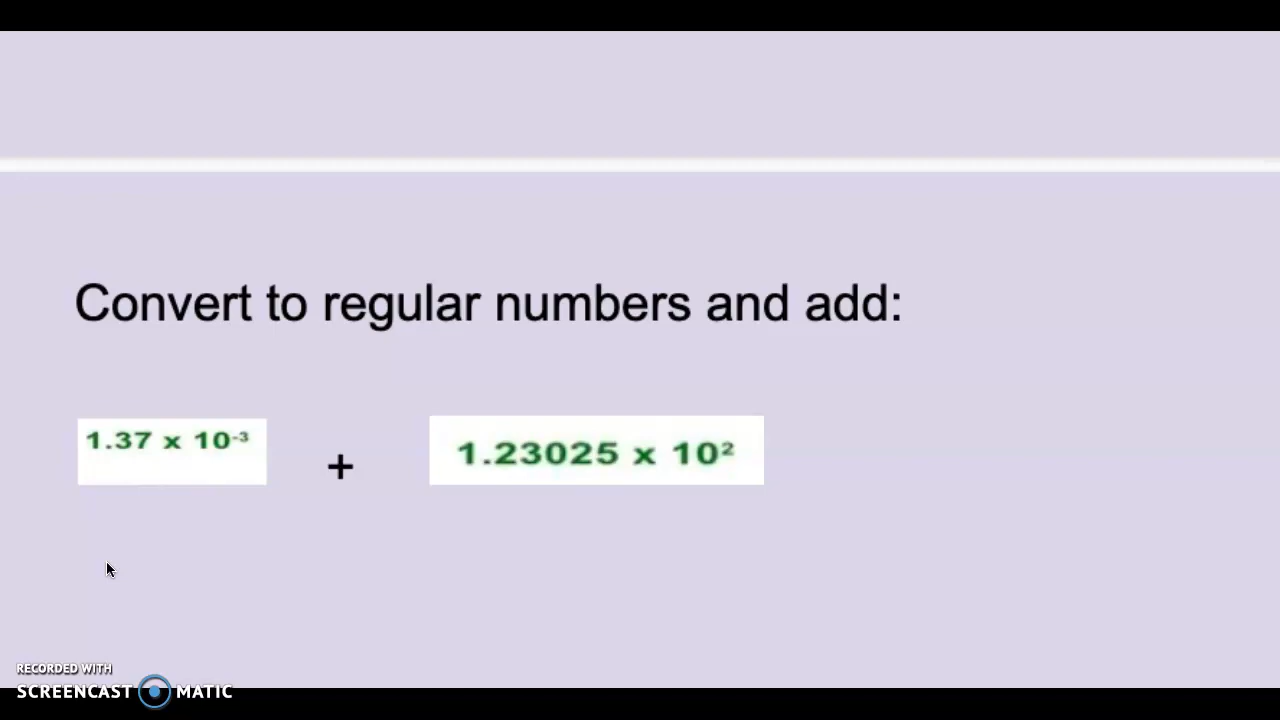 Convert to regular numbers and add:
1.37 x 10⁻³ + 1.23025 x 10²
RECORDED WITH
SCREENCAST MATIC